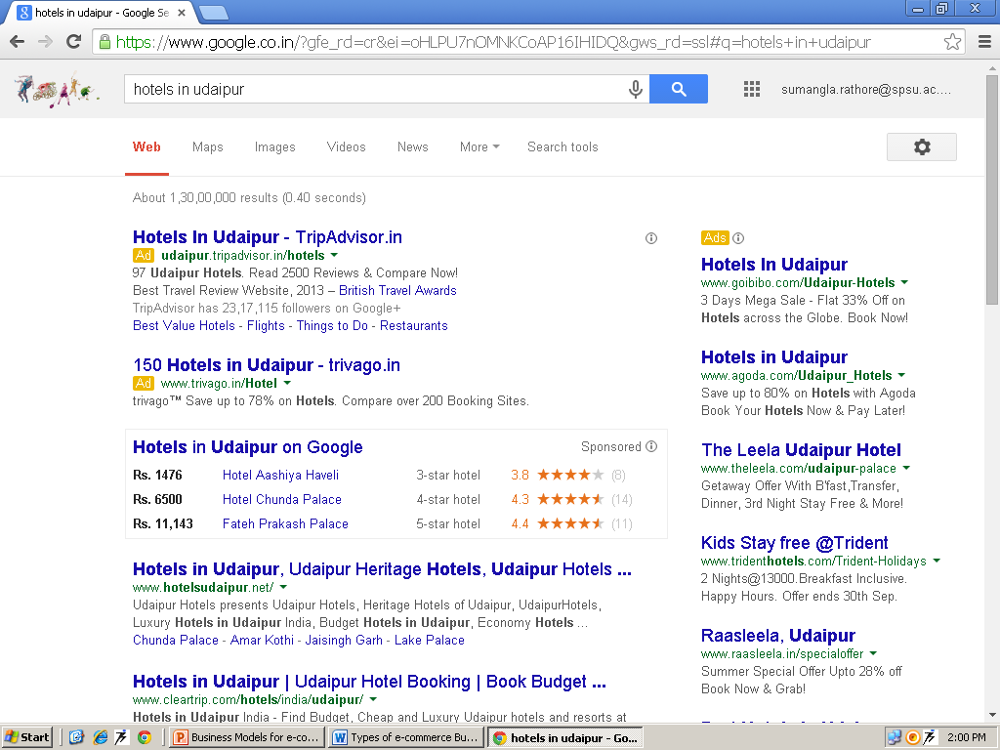 hotels in udaipur - Google Se
https://www.google.co.in/?gfe_rd=cr&ei=oHLPU7nOMNKCoAP16IHIDQ&gws_rd=ssl#q=hotels+in+udaipur
hotels in udaipur
sumangla.rathore@spsu.ac....
Web Maps Images Videos News More Search tools
About 1,30,00,000 results (0.40 seconds)
Hotels In Udaipur - TripAdvisor.in
Ad udaipur.tripadvisor.in/hotels
97 Udaipur Hotels. Read 2500 Reviews & Compare Now!
Best Travel Review Website, 2013 – British Travel Awards
TripAdvisor has 23,17,115 followers on Google+
Best Value Hotels - Flights - Things to Do - Restaurants
150 Hotels in Udaipur - trivago.in
Ad www.trivago.in/Hotel
trivago™ Save up to 78% on Hotels. Compare over 200 Booking Sites.
Hotels in Udaipur on Google Sponsored
Rs. 1476 Hotel Aashiya Haveli 3-star hotel 3.8 (8)
Rs. 6500 Hotel Chunda Palace 4-star hotel 4.3 (14)
Rs. 11,143 Fateh Prakash Palace 5-star hotel 4.4 (11)
Hotels in Udaipur, Udaipur Heritage Hotels, Udaipur Hotels ...
www.hotelsudaipur.net/
Udaipur Hotels presents Udaipur Hotels, Heritage Hotels of Udaipur, UdaipurHotels,
Luxury Hotels in Udaipur India, Budget Hotels in Udaipur, Economy Hotels ...
Chunda Palace - Amar Kothi - Jaisingh Garh - Lake Palace
Hotels in Udaipur | Udaipur Hotel Booking | Book Budget ...
www.cleartrip.com/hotels/india/udaipur/
Hotels in Udaipur India - Find Budget, Cheap and Luxury Udaipur hotels and resorts at
Ads
Hotels In Udaipur
www.goibibo.com/Udaipur-Hotels
3 Days Mega Sale - Flat 33% Off on
Hotels across the Globe. Book Now!
Hotels in Udaipur
www.agoda.com/Udaipur_Hotels
Save up to 80% on Hotels with Agoda
Book Your Hotels Now & Pay Later!
The Leela Udaipur Hotel
www.theleela.com/udaipur-palace
Getaway Offer With B'fast,Transfer,
Dinner, 3rd Night Stay Free & More!
Kids Stay free @Trident
www.tridenthotels.com/Trident-Holidays
2 Nights@13000.Breakfast Inclusive.
Happy Hours. Offer ends 30th Sep.
Raasleela, Udaipur
www.raasleela.in/specialoffer
Summer Special Offer Upto 28% off
Book Now & Grab!
Start Business Models for e-co... Types of e-commerce Bu... hotels in udaipur - Go... 2:00 PM